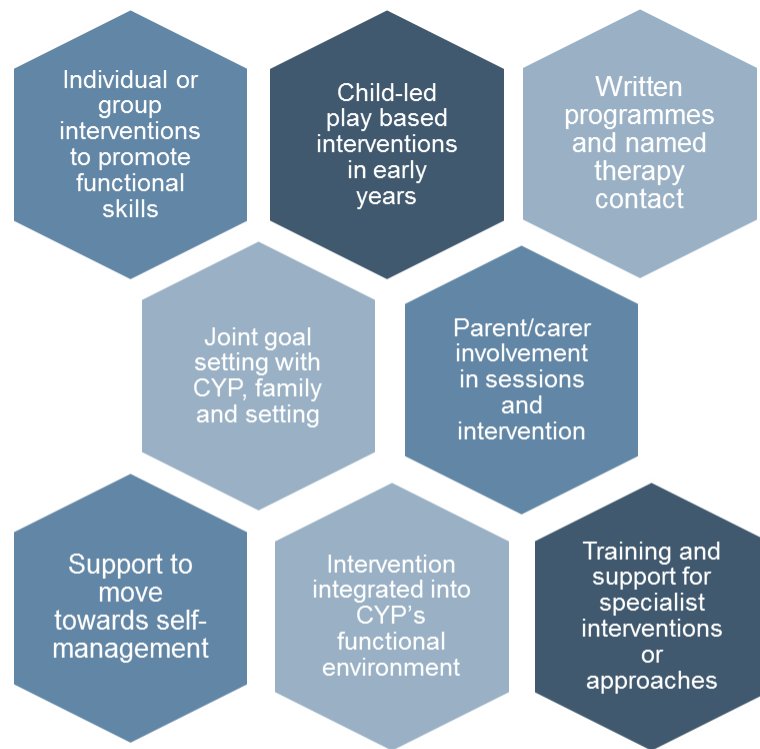 Individual or
group
interventions
to promote
functional
skills
Child-led
play based
interventions
in early
years
Written
programmes
and named
therapy
contact
Joint goal
setting with
CYP, family
and setting
Parent/carer
involvement
in sessions
and
intervention
Support to
move
towards self-
management
Intervention
integrated into
CYP’s
functional
environment
Training and
support for
specialist
interventions
or
approaches